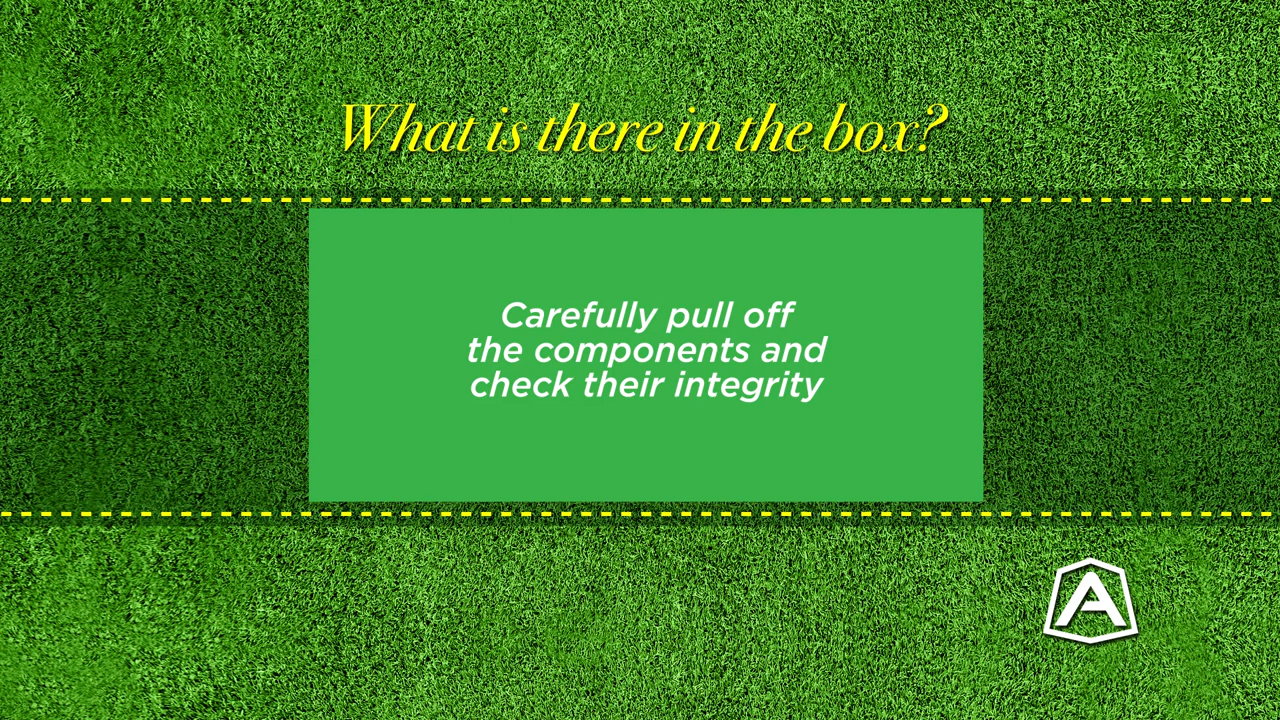 What is there in the box?
Carefully pull off
the components and
check their integrity
A